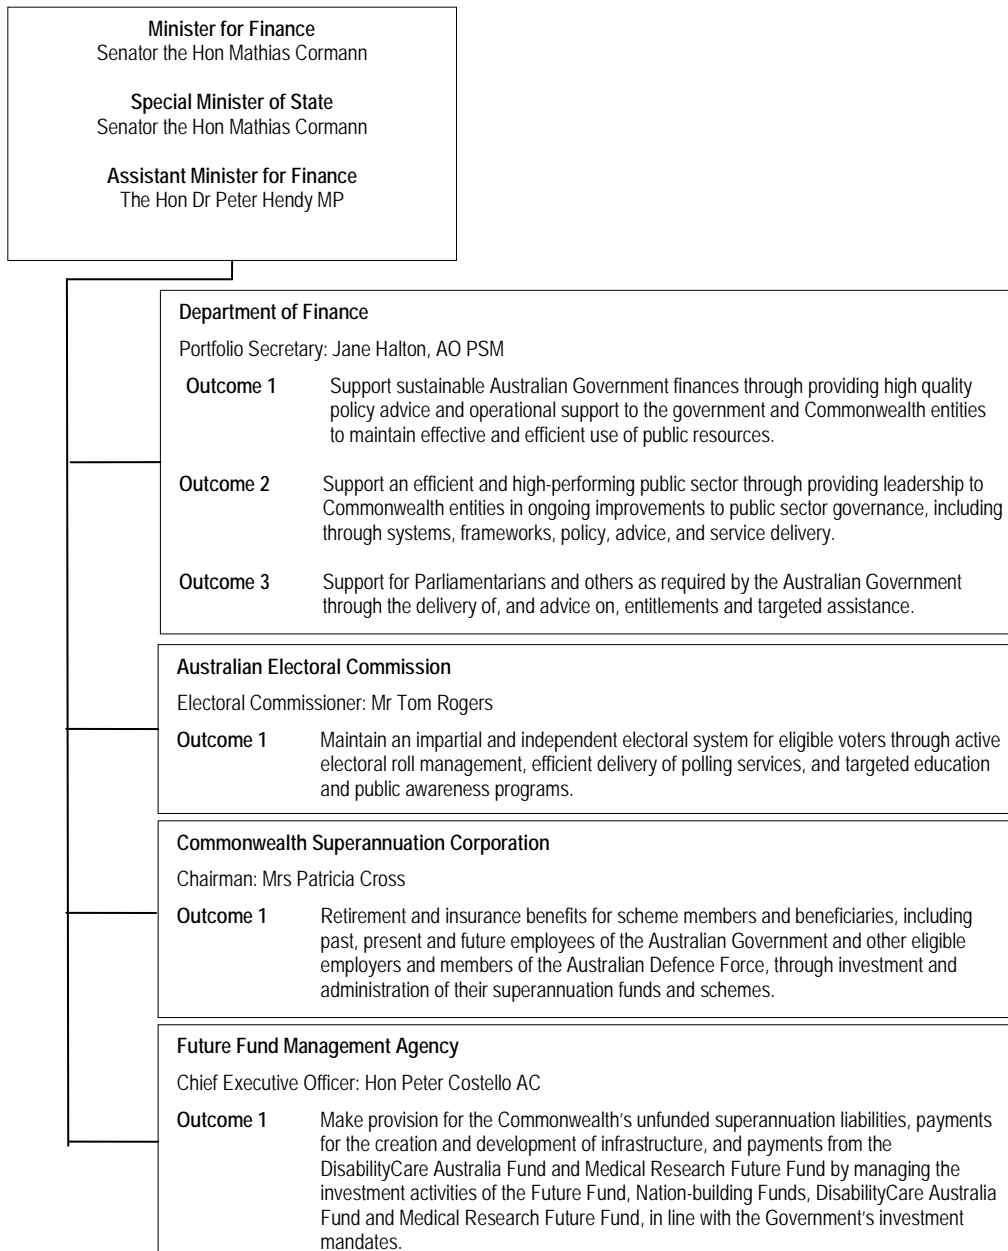 Minister for Finance
Senator the Hon Mathias Cormann
Special Minister of State
Senator the Hon Mathias Cormann
Assistant Minister for Finance
The Hon Dr Peter Hendy MP
Department of Finance
Portfolio Secretary: Jane Halton, AO PSM
Outcome 1 Support sustainable Australian Government finances through providing high quality
policy advice and operational support to the government and Commonwealth entities
to maintain effective and efficient use of public resources.
Outcome 2 Support an efficient and high-performing public sector through providing leadership to
Commonwealth entities in ongoing improvements to public sector governance, including
through systems, frameworks, policy, advice, and service delivery.
Outcome 3 Support for Parliamentarians and others as required by the Australian Government
through the delivery of, and advice on, entitlements and targeted assistance.
Australian Electoral Commission
Electoral Commissioner: Mr Tom Rogers
Outcome 1 Maintain an impartial and independent electoral system for eligible voters through active
electoral roll management, efficient delivery of polling services, and targeted education
and public awareness programs.
Commonwealth Superannuation Corporation
Chairman: Mrs Patricia Cross
Outcome 1 Retirement and insurance benefits for scheme members and beneficiaries, including
past, present and future employees of the Australian Government and other eligible
employers and members of the Australian Defence Force, through investment and
administration of their superannuation funds and schemes.
Future Fund Management Agency
Chief Executive Officer: Hon Peter Costello AC
Outcome 1 Make provision for the Commonwealth's unfunded superannuation liabilities, payments
for the creation and development of infrastructure, and payments from the
DisabilityCare Australia Fund and Medical Research Future Fund by managing the
investment activities of the Future Fund, Nation-building Funds, DisabilityCare Australia
Fund and Medical Research Future Fund, in line with the Government's investment
mandates.